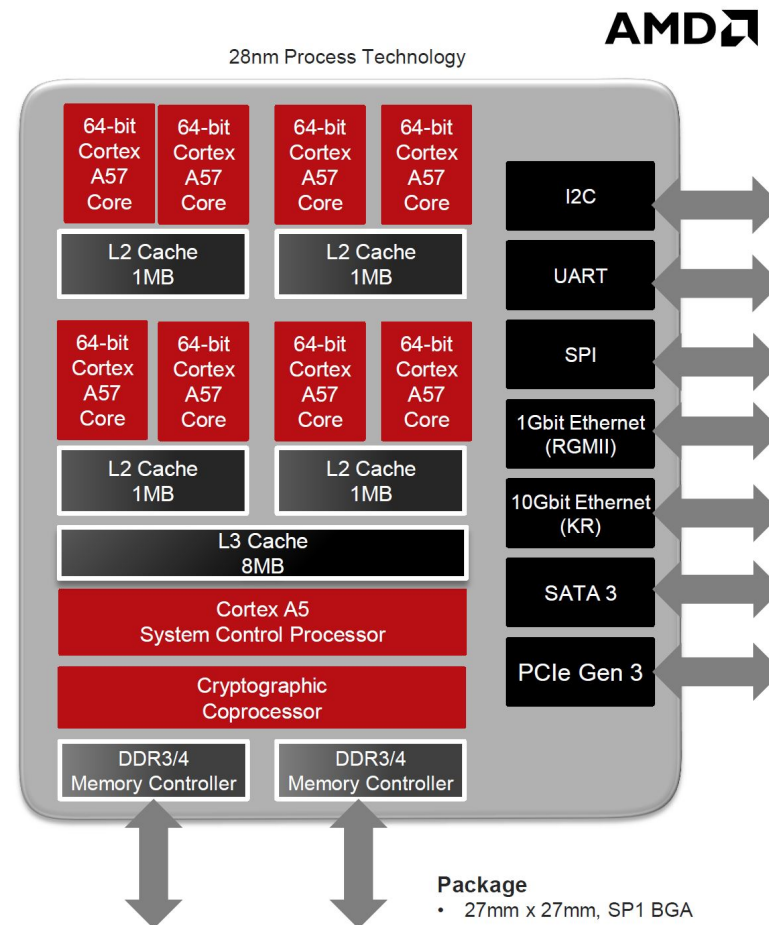 AMD
28nm Process Technology
64-bit
Cortex
A57
Core
64-bit
Cortex
A57
Core
64-bit
Cortex
A57
Core
64-bit
Cortex
A57
Core
L2 Cache
1MB
L2 Cache
1MB
64-bit
Cortex
A57
Core
64-bit
Cortex
A57
Core
64-bit
Cortex
A57
Core
64-bit
Cortex
A57
Core
L2 Cache
1MB
L2 Cache
1MB
L3 Cache
8MB
Cortex A5
System Control Processor
Cryptographic
Coprocessor
DDR3/4
Memory Controller
DDR3/4
Memory Controller
I2C
UART
SPI
1Gbit Ethernet
(RGMII)
10Gbit Ethernet
(KR)
SATA 3
PCIe Gen 3
Package
• 27mm x 27mm, SP1 BGA